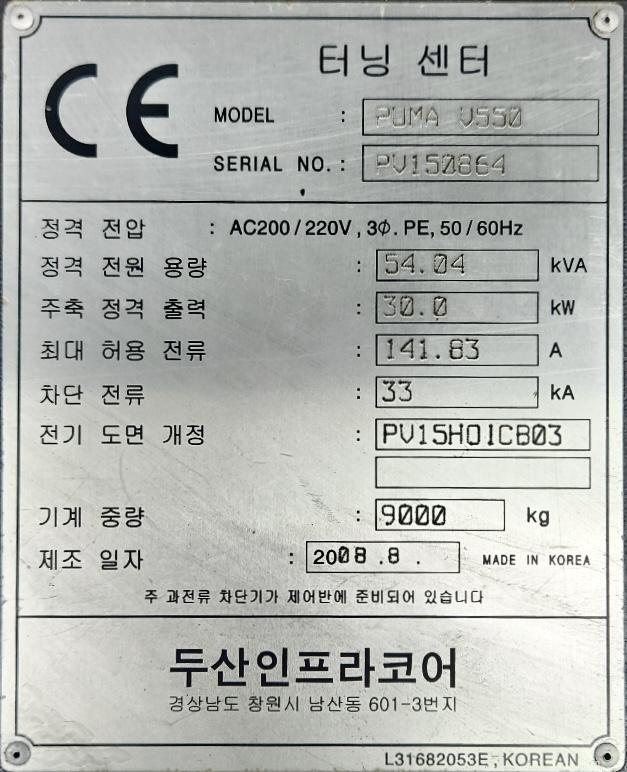 CE
터닝 센터
MODEL : PUMA V550
SERIAL NO. : PV150864
정격 전압 : AC200/220V, 3Φ. PE, 50/60Hz
정격 전원 용량 : 54.04 kVA
주축 정격 출력 : 30.0 kW
최대 허용 전류 : 141.83 A
차단 전류 : 33 kA
전기 도면 개정 : PV15HOICB03
기계 중량 : 9000 kg
제조 일자 : 2008.8 . MADE IN KOREA
주 과전류 차단기가 제어반에 준비되어 있습니다
두산인프라코어
경상남도 창원시 남산동 601-3번지
L31682053E, KOREAN